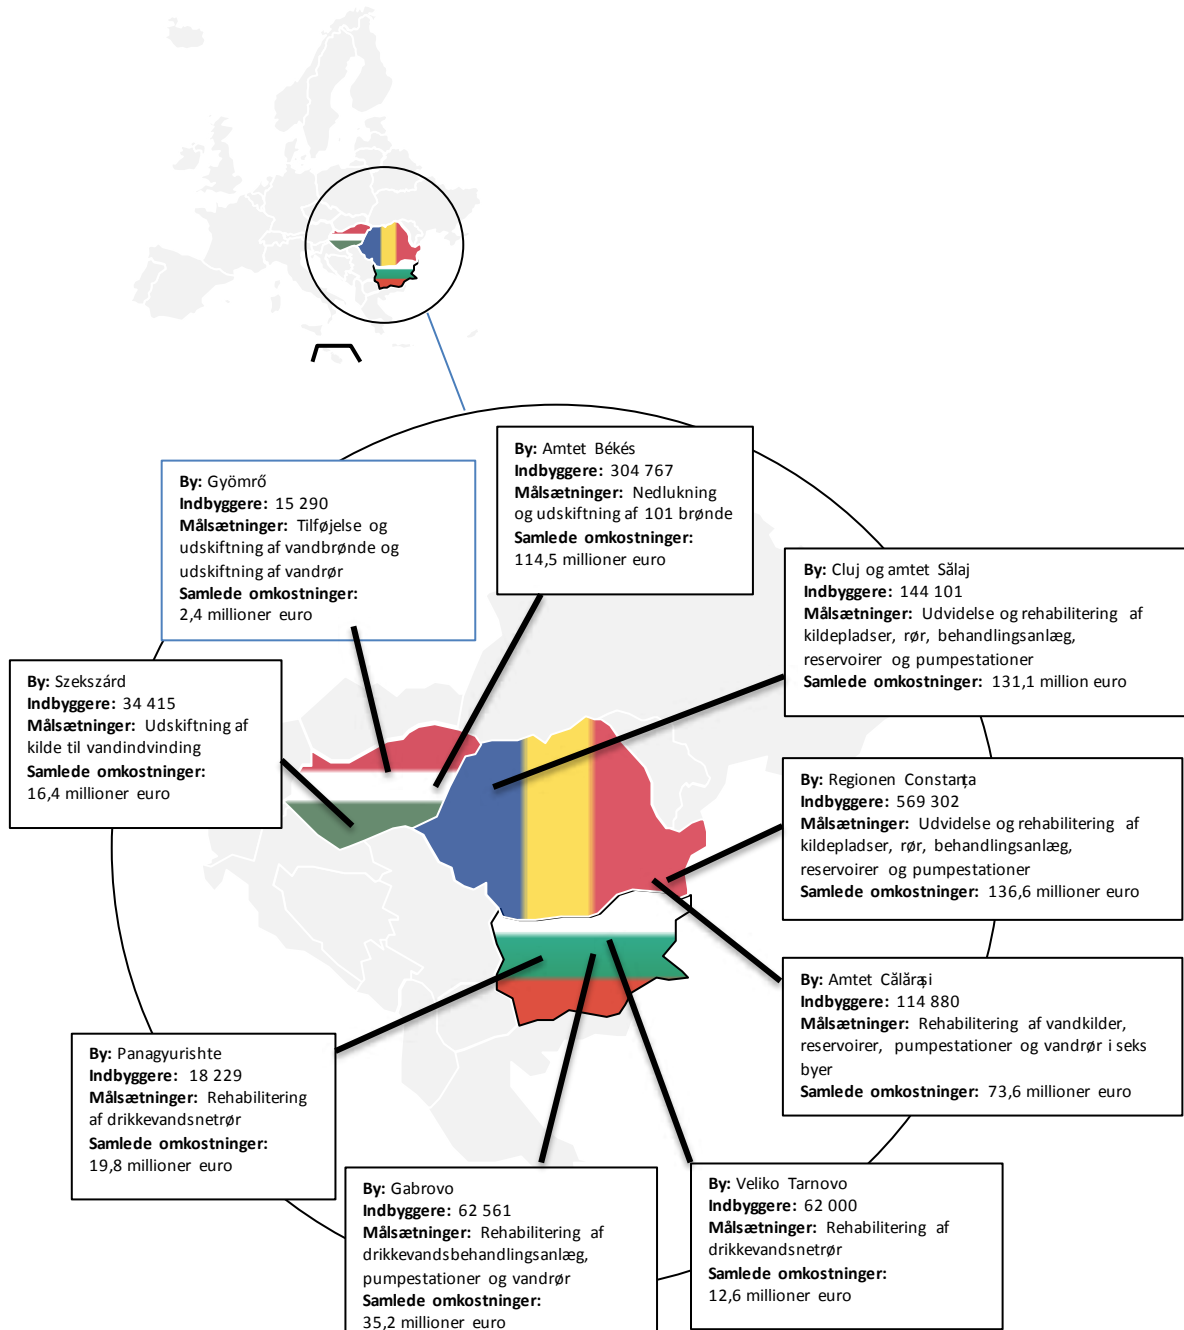 By: Amtet Békés
Indbyggere: 304 767
Målsætninger: Nedlukning
og udskiftning af 101 brønde
Samlede omkostninger:
114,5 millioner euro
By: Gyömrő
Indbyggere: 15 290
Målsætninger: Tilføjelse og
udskiftning af vandbrønde og
udskiftning af vandrør
Samlede omkostninger:
2,4 millioner euro
By: Cluj og amtet Sălaj
Indbyggere: 144 101
Målsætninger: Udvidelse og rehabilitering af
kildepladser, rør, behandlingsanlæg,
reservoirer og pumpestationer
Samlede omkostninger: 131,1 million euro
By: Szekszárd
Indbyggere: 34 415
Målsætninger: Udskiftning af
kilde til vandindvinding
Samlede omkostninger:
16,4 millioner euro
By: Regionen Constanța
Indbyggere: 569 302
Målsætninger: Udvidelse og rehabilitering af
kildepladser, rør, behandlingsanlæg,
reservoirer og pumpestationer
Samlede omkostninger: 136,6 millioner euro
By: Amtet Călărași
Indbyggere: 114 880
Målsætninger: Rehabilitering af vandkilder,
reservoirer, pumpestationer og vandrør i seks
byer
Samlede omkostninger: 73,6 millioner euro
By: Panagyurishte
Indbyggere: 18 229
Målsætninger: Rehabilitering
af drikkevandsnetrør
Samlede omkostninger:
19,8 millioner euro
By: Gabrovo
Indbyggere: 62 561
Målsætninger: Rehabilitering af
drikkevandsbehandlingsanlæg,
pumpestationer og vandrør
Samlede omkostninger:
35,2 millioner euro
By: Veliko Tarnovo
Indbyggere: 62 000
Målsætninger: Rehabilitering af
drikkevandsnetrør
Samlede omkostninger:
12,6 millioner euro